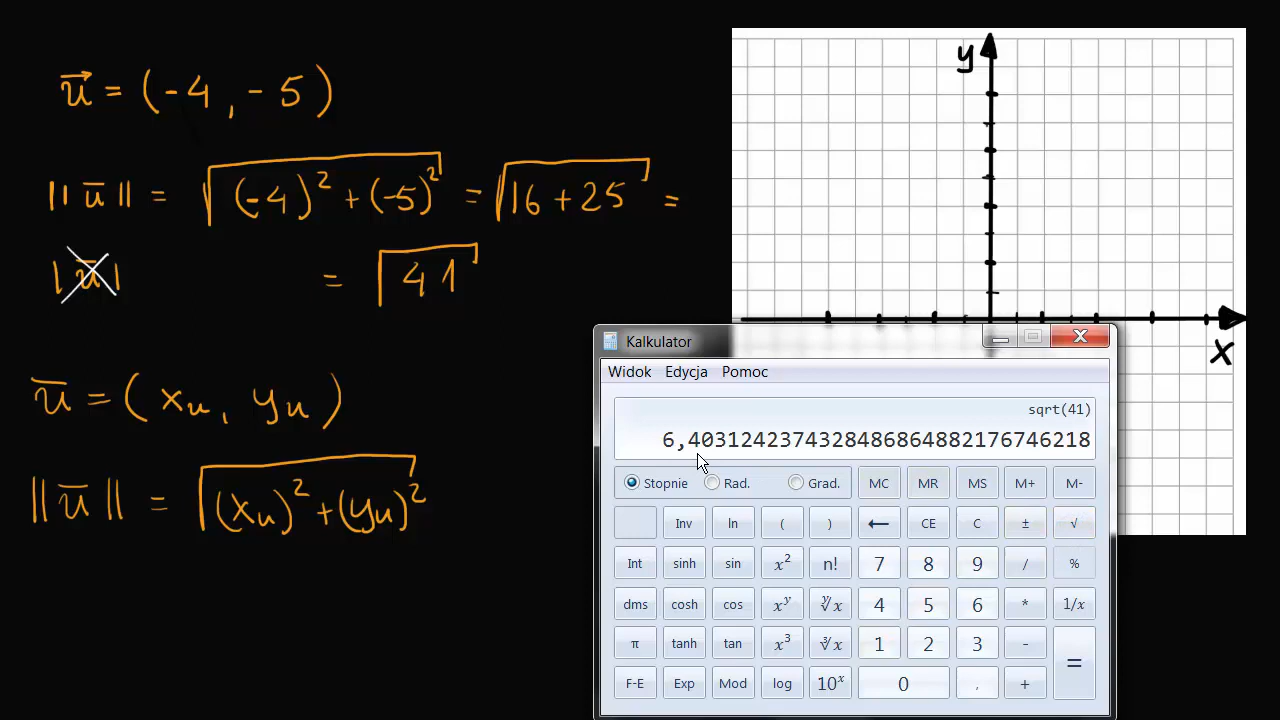 u⃗ = (-4, -5)
||u̅|| = √((-4)² + (-5)²) = √(16 + 25) =
|u̅|
= √41
u̅ = (xᵤ, yᵤ)
||u̅|| = √((xᵤ)² + (yᵤ)²)
y
x
Kalkulator
Widok Edycja Pomoc
sqrt(41)
6,4031242374328486864882176746218
Stopnie Rad. Grad. MC MR MS M+ M-
Inv ln ( ) ← CE C ± √
Int sinh sin x² n! 7 8 9 / %
dms cosh cos xʸ ʸ√x 4 5 6 * 1/x
π tanh tan x³ ³√x 1 2 3 - =
F-E Exp Mod log 10ˣ 0 , +